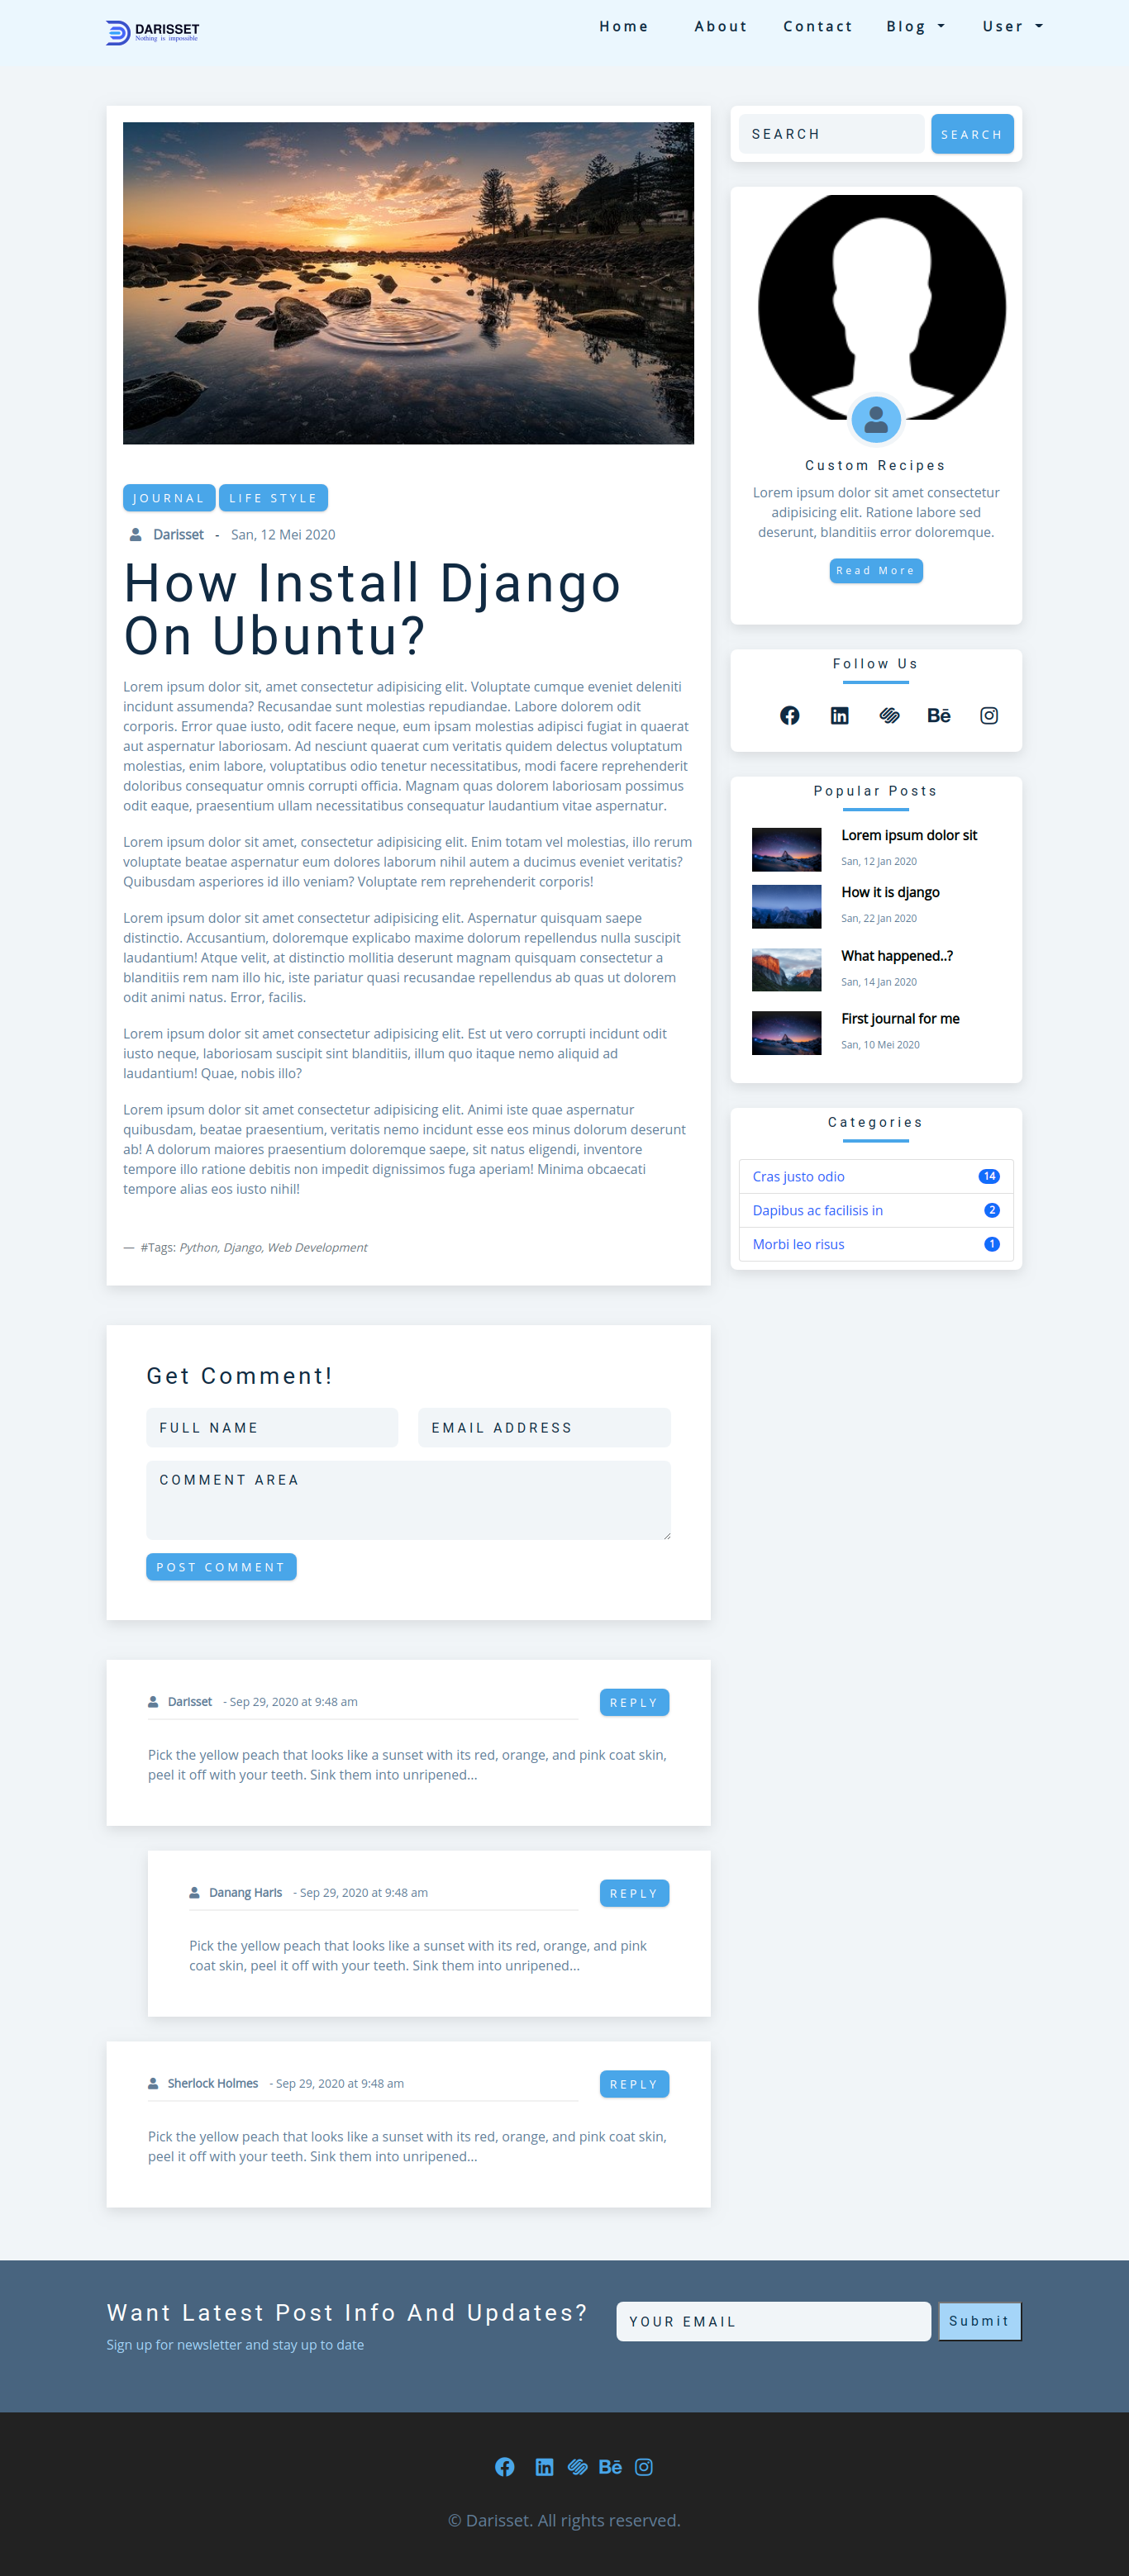 DARISSET
Nothing is impossible
Home
About
Contact
Blog
User
JOURNAL
LIFE STYLE
Darisset - San, 12 Mei 2020
How Install Django
On Ubuntu?
Lorem ipsum dolor sit, amet consectetur adipisicing elit. Voluptate cumque eveniet deleniti
incidunt assumenda? Recusandae sunt molestias repudiandae. Labore dolorem odit
corporis. Error quae iusto, odit facere neque, eum ipsam molestias adipisci fugiat in quaerat
aut aspernatur laboriosam. Ad nesciunt quaerat cum veritatis quidem delectus voluptatum
molestias, enim labore, voluptatibus odio tenetur necessitatibus, modi facere reprehenderit
doloribus consequatur omnis corrupti officia. Magnam quas dolorem laboriosam possimus
odit eaque, praesentium ullam necessitatibus consequatur laudantium vitae aspernatur.
Lorem ipsum dolor sit amet, consectetur adipisicing elit. Enim totam vel molestias, illo rerum
voluptate beatae aspernatur eum dolores laborum nihil autem a ducimus eveniet veritatis?
Quibusdam asperiores id illo veniam? Voluptate rem reprehenderit corporis!
Lorem ipsum dolor sit amet consectetur adipisicing elit. Aspernatur quisquam saepe
distinctio. Accusantium, doloremque explicabo maxime dolorum repellendus nulla suscipit
laudantium! Atque velit, at distinctio mollitia deserunt magnam quisquam consectetur a
blanditiis rem nam illo hic, iste pariatur quasi recusandae repellendus ab quas ut dolorem
odit animi natus. Error, facilis.
Lorem ipsum dolor sit amet consectetur adipisicing elit. Est ut vero corrupti incidunt odit
iusto neque, laboriosam suscipit sint blanditiis, illum quo itaque nemo aliquid ad
laudantium! Quae, nobis illo?
Lorem ipsum dolor sit amet consectetur adipisicing elit. Animi iste quae aspernatur
quibusdam, beatae praesentium, veritatis nemo incidunt esse eos minus dolorum deserunt
ab! A dolorum maiores praesentium doloremque saepe, sit natus eligendi, inventore
tempore illo ratione debitis non impedit dignissimos fuga aperiam! Minima obcaecati
tempore alias eos iusto nihil!
— #Tags: Python, Django, Web Development
SEARCH
SEARCH
Custom Recipes
Lorem ipsum dolor sit amet consectetur
adipisicing elit. Ratione labore sed
deserunt, blanditiis error doloremque.
Read More
Follow Us
Bē
Popular Posts
Lorem ipsum dolor sit
San, 12 Jan 2020
How it is django
San, 22 Jan 2020
What happened..?
San, 14 Jan 2020
First journal for me
San, 10 Mei 2020
Categories
Cras justo odio 14
Dapibus ac facilisis in 2
Morbi leo risus 1
Get Comment!
FULL NAME
EMAIL ADDRESS
COMMENT AREA
POST COMMENT
Darisset - Sep 29, 2020 at 9:48 am
REPLY
Pick the yellow peach that looks like a sunset with its red, orange, and pink coat skin,
peel it off with your teeth. Sink them into unripened...
Danang Haris - Sep 29, 2020 at 9:48 am
REPLY
Pick the yellow peach that looks like a sunset with its red, orange, and pink
coat skin, peel it off with your teeth. Sink them into unripened...
Sherlock Holmes - Sep 29, 2020 at 9:48 am
REPLY
Pick the yellow peach that looks like a sunset with its red, orange, and pink coat skin,
peel it off with your teeth. Sink them into unripened...
Want Latest Post Info And Updates?
Sign up for newsletter and stay up to date
YOUR EMAIL
Submit
Bē
© Darisset. All rights reserved.